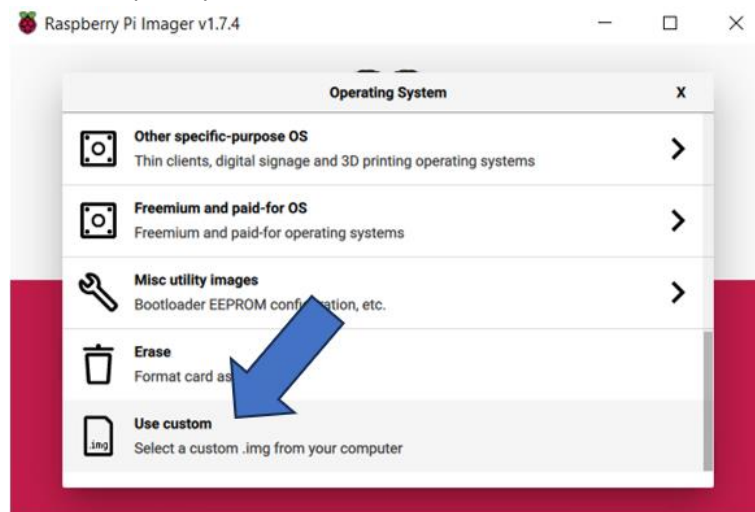 Raspberry Pi Imager v1.7.4
Operating System X
Other specific-purpose OS
Thin clients, digital signage and 3D printing operating systems
Freemium and paid-for OS
Freemium and paid-for operating systems
Misc utility images
Bootloader EEPROM etc.
Erase
Format card as
Use custom
.img
Select a custom .img from your computer